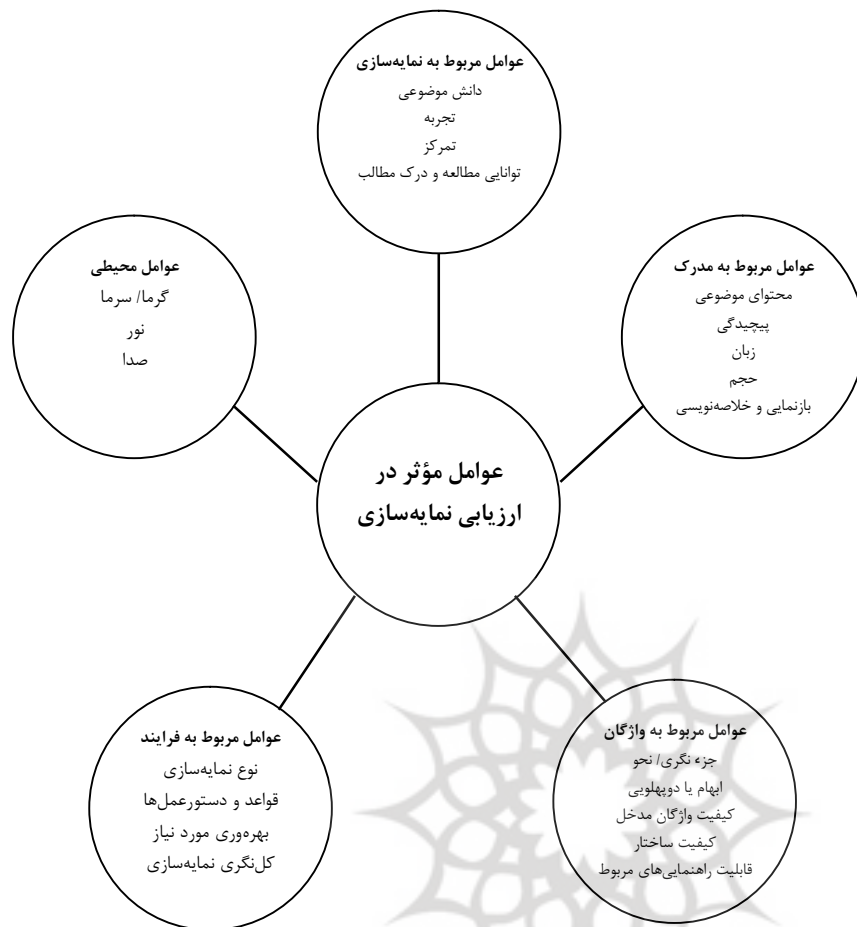 عوامل مربوط به نمایه‌سازی
دانش موضوعی
تجربه
تمرکز
توانایی مطالعه و درک مطالب
عوامل مربوط به مدرک
محتوای موضوعی
پیچیدگی
زبان
حجم
بازنمایی و خلاصه‌نویسی
عوامل محیطی
گرما/ سرما
نور
صدا
عوامل مؤثر در
ارزیابی نمایه‌سازی
عوامل مربوط به واژگان
جزء نگری/ نحو
ابهام یا دوپهلویی
کیفیت واژگان مدخل
کیفیت ساختار
قابلیت راهنمایی‌های مربوط
عوامل مربوط به فرایند
نوع نمایه‌سازی
قواعد و دستورعمل‌ها
بهره‌وری مورد نیاز
کل‌نگری نمایه‌سازی